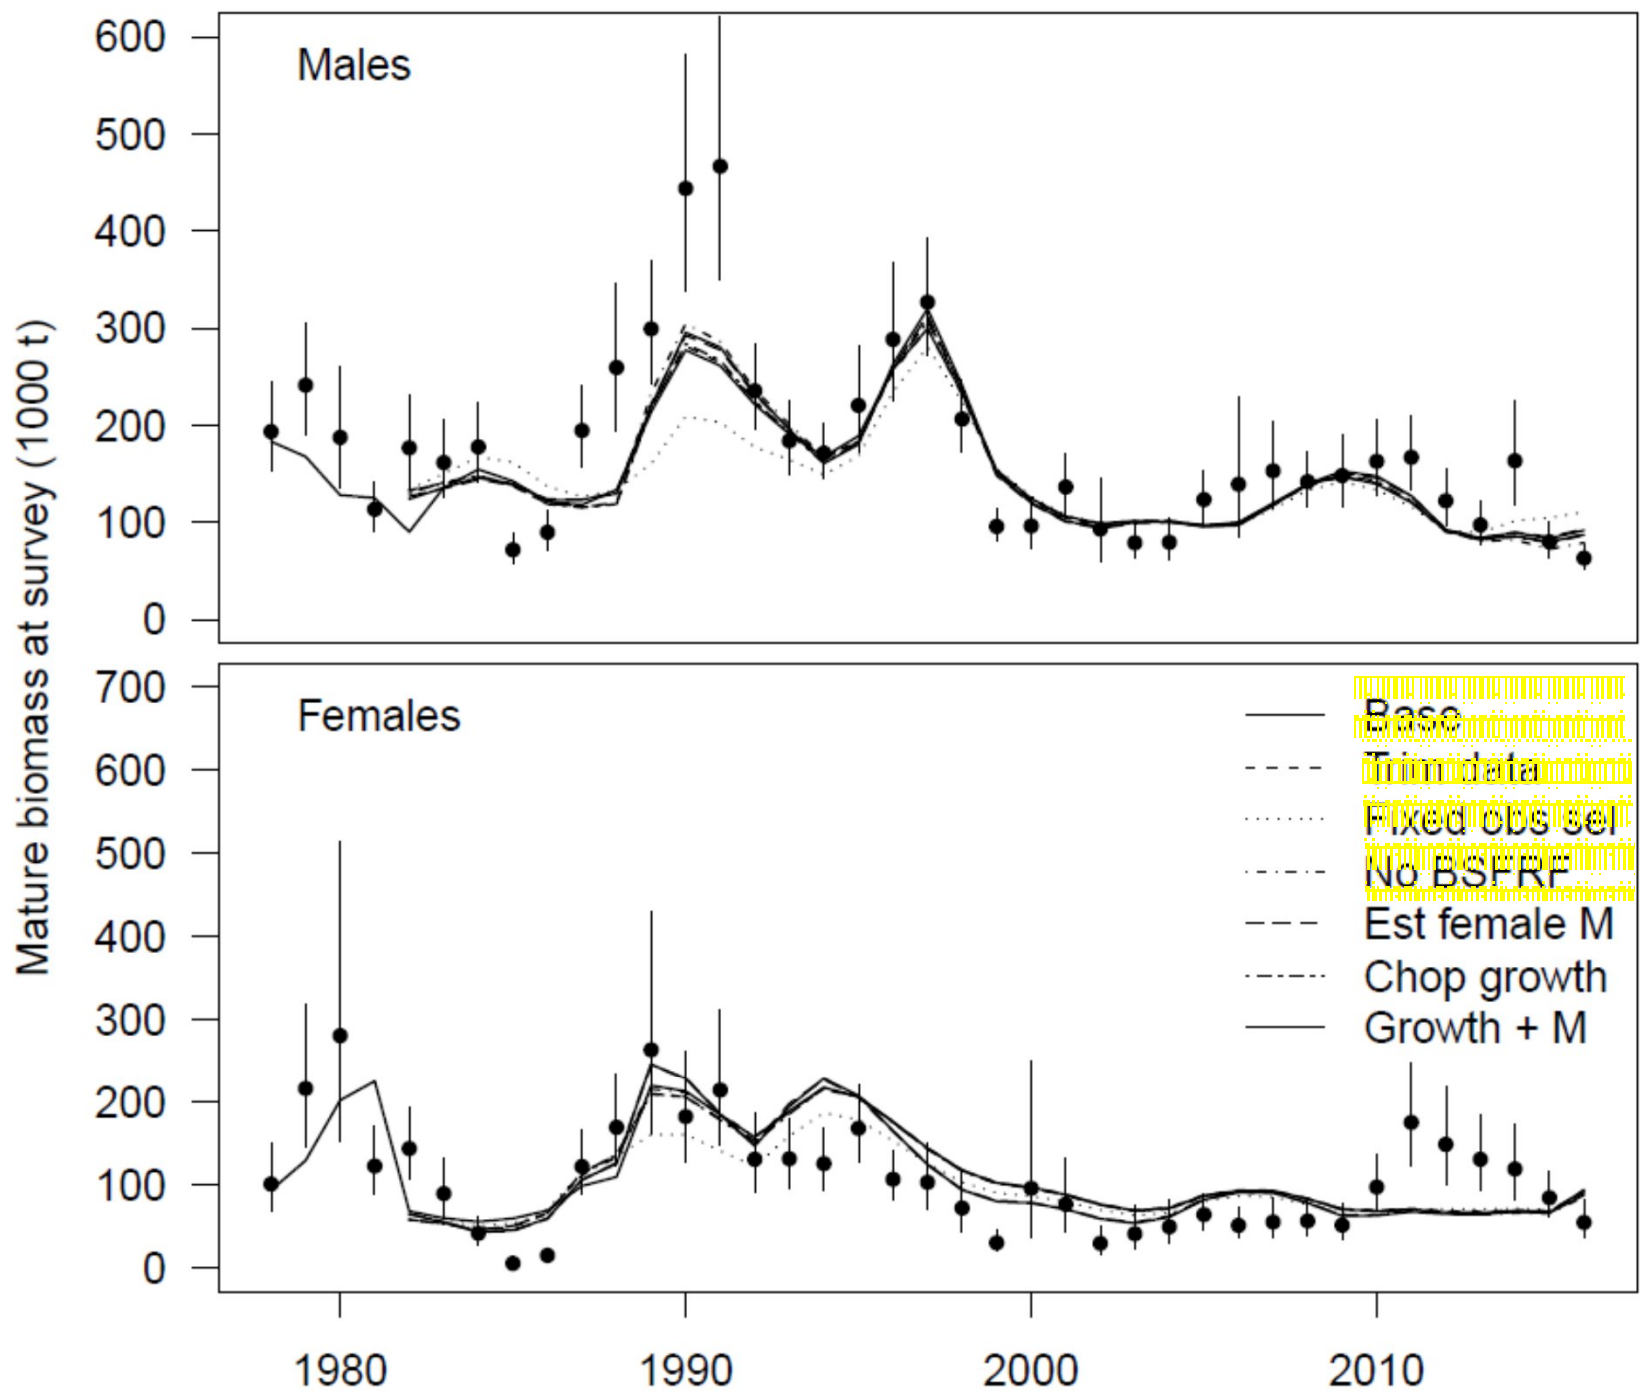 Mature biomass at survey (1000 t)
600
Males
500
400
300
200
100
0
700
Females
600
500
400
300
200
100
0
Base
Trim data
Fixed obs sel
No BSFRF
Est female M
Chop growth
Growth + M
1980
1990
2000
2010